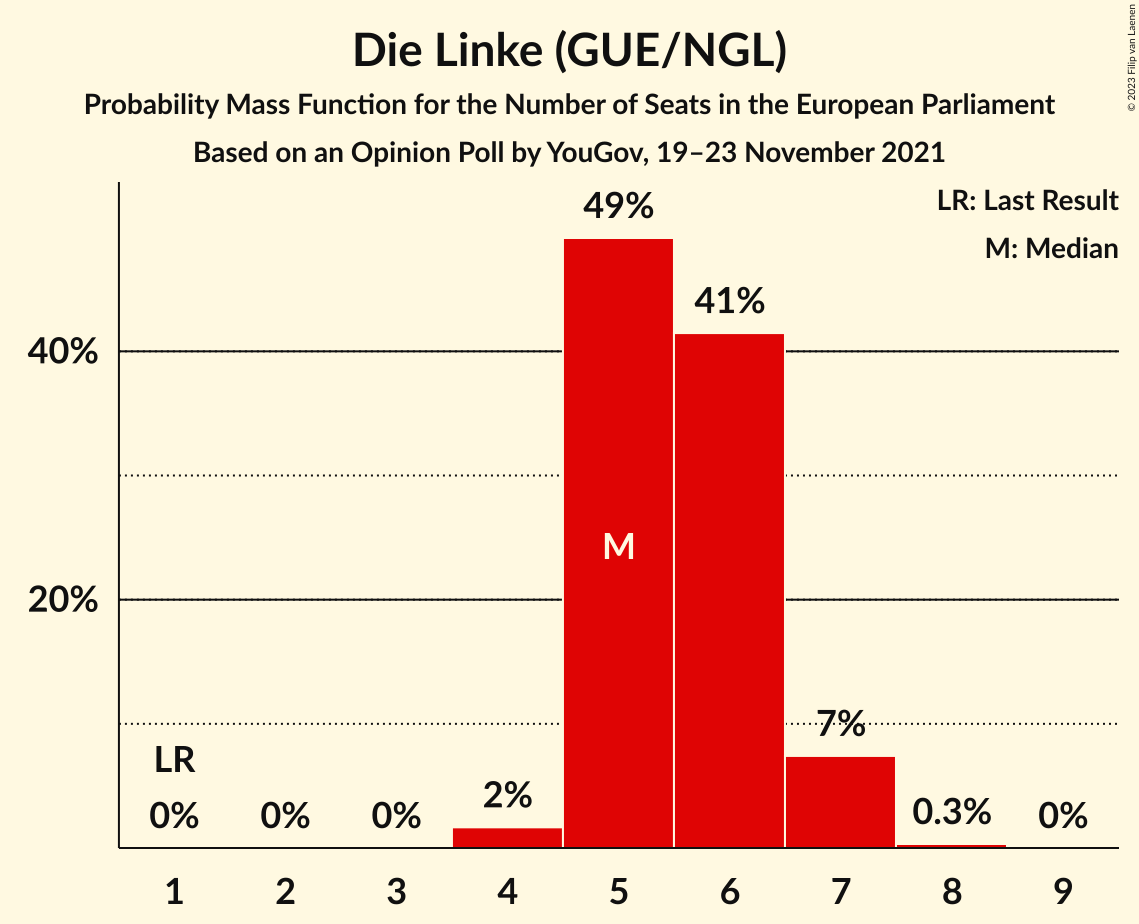 Die Linke (GUE/NGL)
Probability Mass Function for the Number of Seats in the European Parliament
Based on an Opinion Poll by YouGov, 19–23 November 2021
© 2023 Filip van Laenen
LR: Last Result
M: Median
49%
41%
40%
M
20%
7%
LR
2%
0.3%
0% 0% 0% 0%
1 2 3 4 5 6 7 8 9